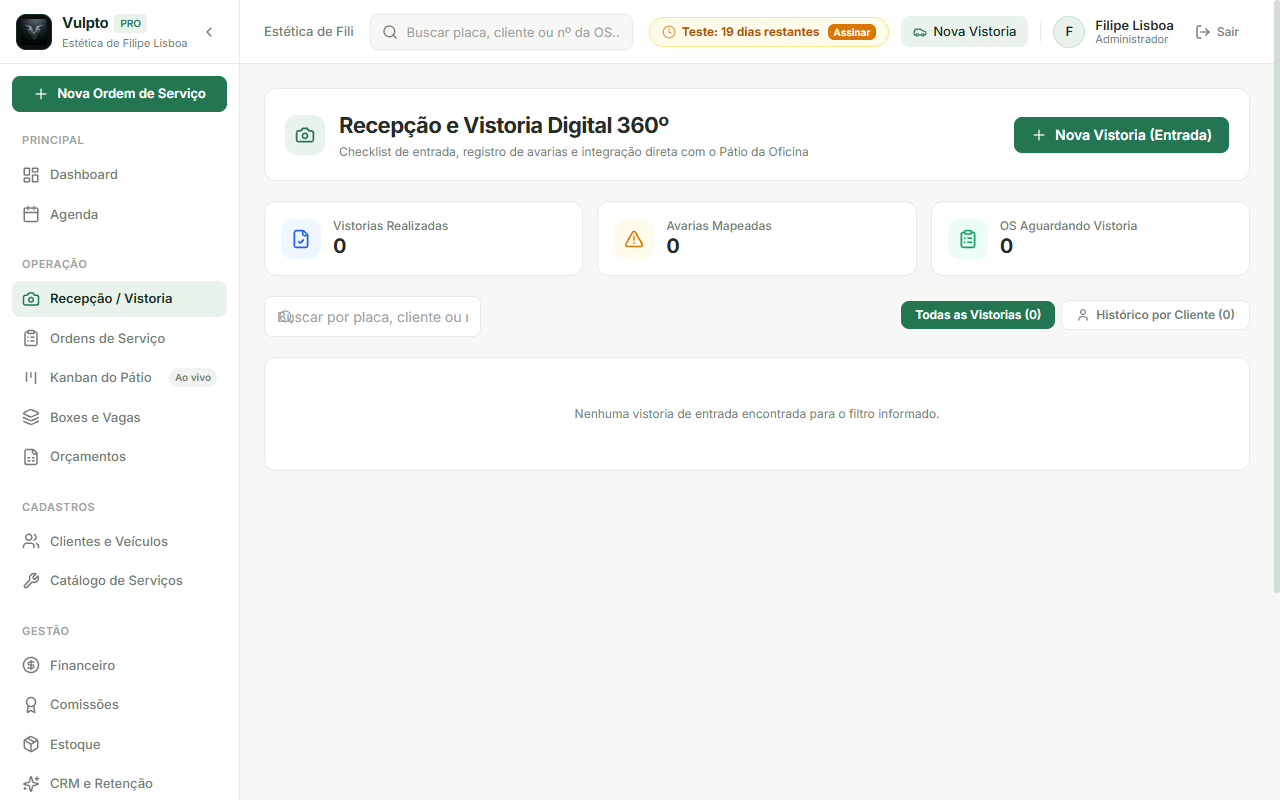 Vulpto PRO
Estética de Filipe Lisboa
Nova Ordem de Serviço
PRINCIPAL
Dashboard
Agenda
OPERAÇÃO
Recepção / Vistoria
Ordens de Serviço
Kanban do Pátio Ao vivo
Boxes e Vagas
Orçamentos
CADASTROS
Clientes e Veículos
Catálogo de Serviços
GESTÃO
Financeiro
Comissões
Estoque
CRM e Retenção
Estética de Fili
Buscar placa, cliente ou nº da OS..
Teste: 19 dias restantes Assinar
Nova Vistoria
F
Filipe Lisboa
Administrador
Sair
Recepção e Vistoria Digital 360º
Checklist de entrada, registro de avarias e integração direta com o Pátio da Oficina
Nova Vistoria (Entrada)
Vistorias Realizadas
0
Avarias Mapeadas
0
OS Aguardando Vistoria
0
Buscar por placa, cliente ou
Todas as Vistorias (0)
Histórico por Cliente (0)
Nenhuma vistoria de entrada encontrada para o filtro informado.